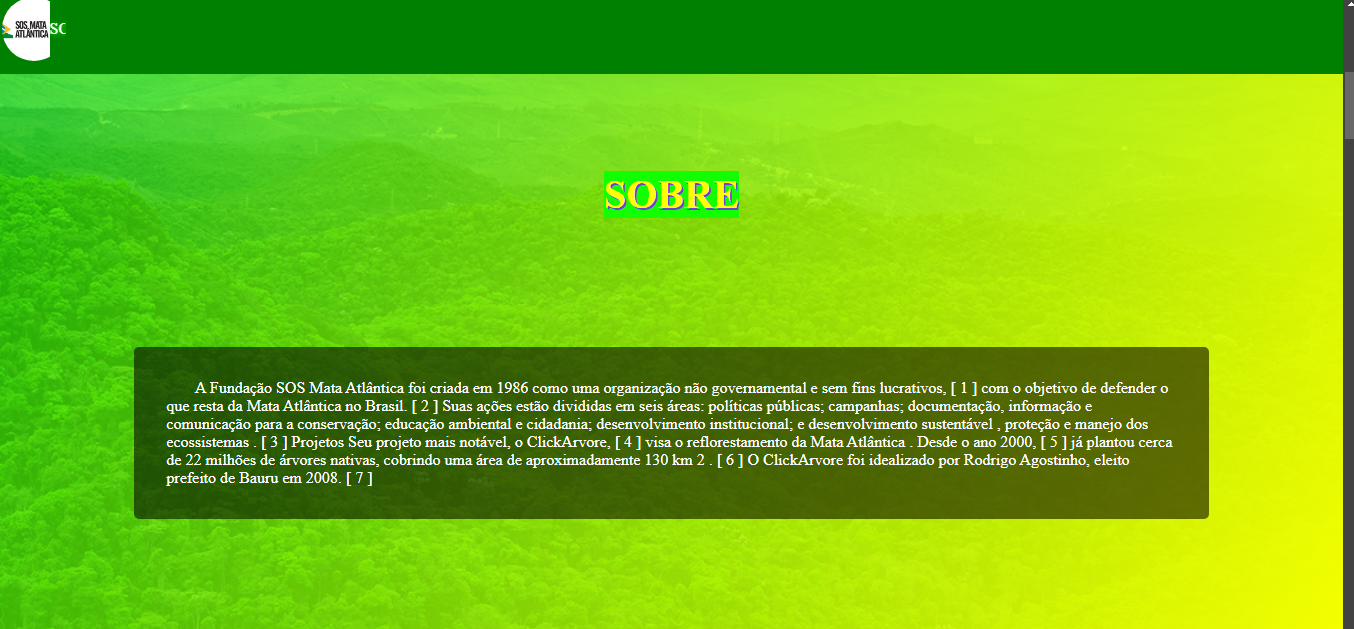 SOS MATA
ATLÂNTICA
SOBRE
A Fundação SOS Mata Atlântica foi criada em 1986 como uma organização não governamental e sem fins lucrativos, [ 1 ] com o objetivo de defender o
que resta da Mata Atlântica no Brasil. [ 2 ] Suas ações estão divididas em seis áreas: políticas públicas; campanhas; documentação, informação e
comunicação para a conservação; educação ambiental e cidadania; desenvolvimento institucional; e desenvolvimento sustentável , proteção e manejo dos
ecossistemas . [ 3 ] Projetos Seu projeto mais notável, o ClickArvore, [ 4 ] visa o reflorestamento da Mata Atlântica . Desde o ano 2000, [ 5 ] já plantou cerca
de 22 milhões de árvores nativas, cobrindo uma área de aproximadamente 130 km 2 . [ 6 ] O ClickArvore foi idealizado por Rodrigo Agostinho, eleito
prefeito de Bauru em 2008. [ 7 ]